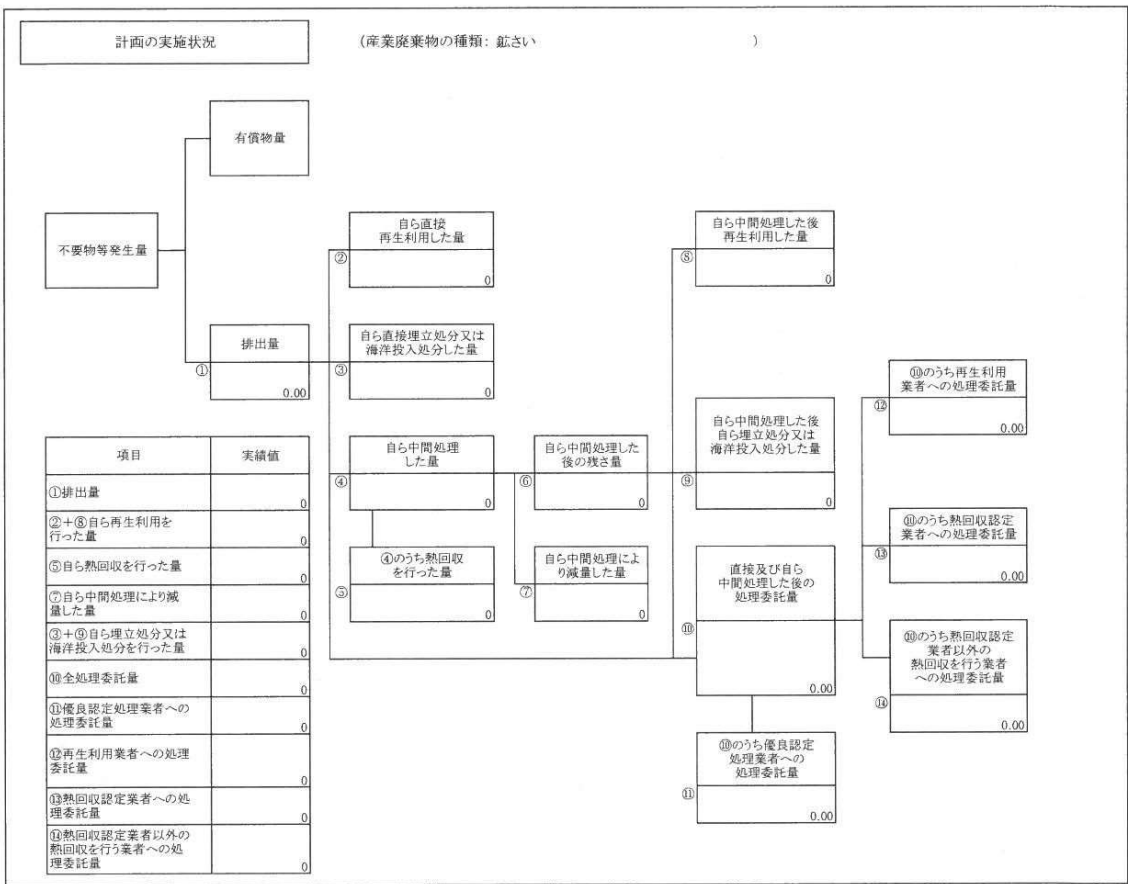 計画の実施状況
(産業廃棄物の種類: 鉱さい )
有償物量
不要物等発生量
排出量
①
0.00
自ら直接
再生利用した量
②
0
自ら直接埋立処分又は
海洋投入処分した量
③
0
自ら中間処理
した量
④
0
④のうち熱回収
を行った量
⑤
0
自ら中間処理した
後の残さ量
⑥
0
自ら中間処理によ
り減量した量
⑦
0
自ら中間処理した後
再生利用した量
⑧
0
自ら中間処理した後
自ら埋立処分又は
海洋投入処分した量
⑨
0
直接及び自ら
中間処理した後の
処理委託量
⑩
0.00
⑩のうち優良認定
処理業者への
処理委託量
⑪
0.00
⑩のうち再生利用
業者への処理委託量
⑫
0.00
⑩のうち熱回収認定
業者への処理委託量
⑬
0.00
⑩のうち熱回収認定
業者以外の
熱回収を行う業者
への処理委託量
⑭
0.00
項目 実績値
①排出量
0
②+⑧自ら再生利用を
行った量
0
⑤自ら熱回収を行った量
0
⑦自ら中間処理により減
量した量
0
③+⑨自ら埋立処分又は
海洋投入処分を行った量
0
⑩全処理委託量
0
⑪優良認定処理業者への
処理委託量
0
⑫再生利用業者への処理
委託量
0
⑬熱回収認定業者への処
理委託量
0
⑭熱回収認定業者以外の
熱回収を行う業者への処
理委託量
0